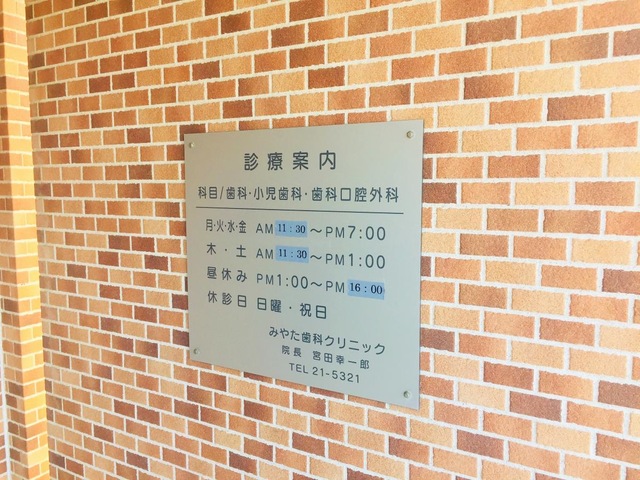 診療案内
科目/歯科・小児歯科・歯科口腔外科
月・火・水・金 AM 11:30 〜PM7:00
木・土 AM 11:30 〜PM1:00
昼休み PM1:00〜PM 16:00
休診日 日曜・祝日
みやた歯科クリニック
院長 宮田幸一郎
TEL 21-5321